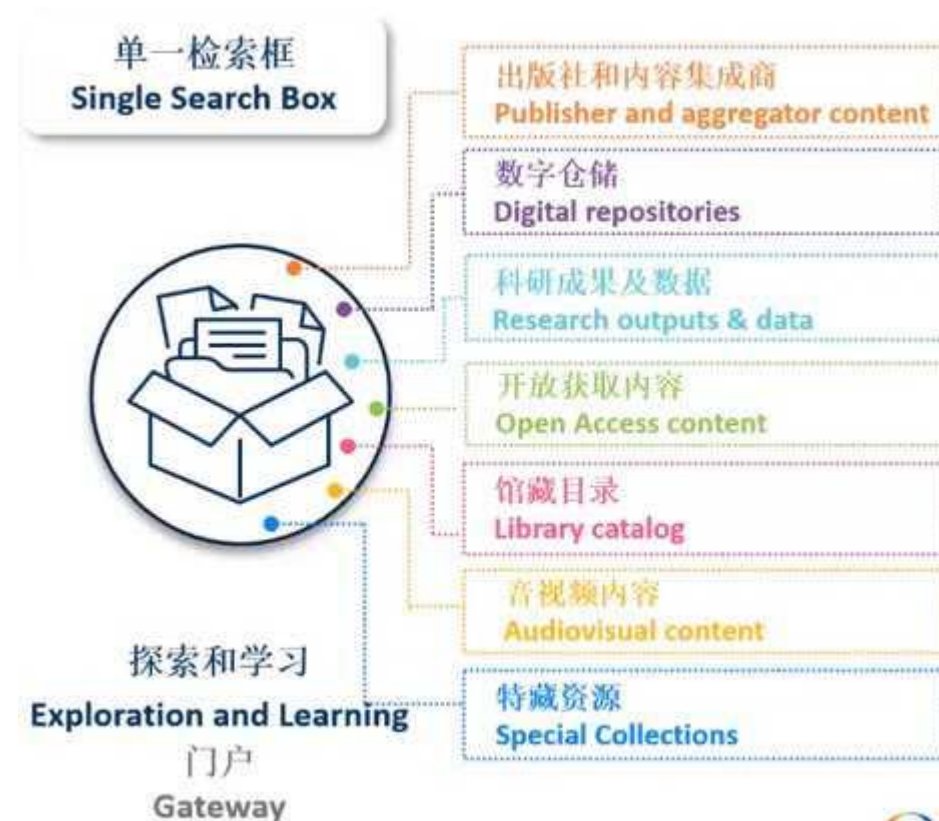 单一检索框
Single Search Box
出版社和内容集成商
Publisher and aggregator content
数字仓储
Digital repositories
科研成果及数据
Research outputs & data
开放获取内容
Open Access content
馆藏目录
Library catalog
音视频内容
Audiovisual content
特藏资源
Special Collections
探索和学习
Exploration and Learning
门户
Gateway